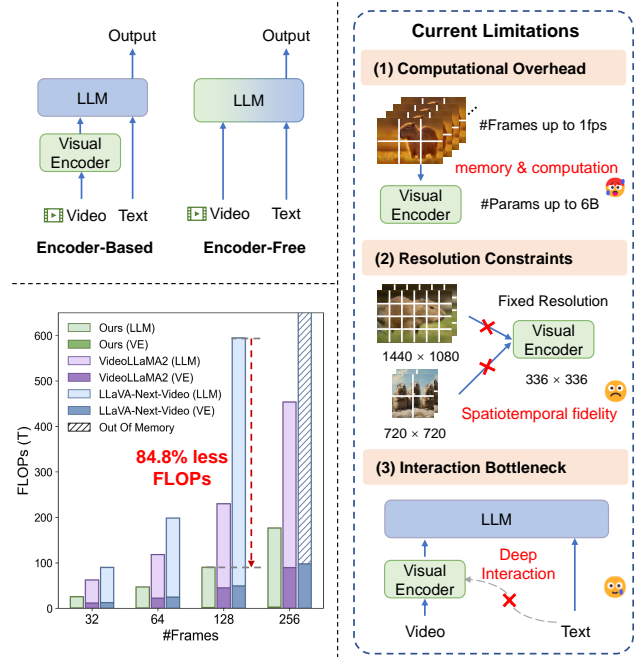 Output
Output
LLM
LLM
Visual
Encoder
Video
Text
Video
Text
Encoder-Based
Encoder-Free
600
500
400
300
200
100
0
FLOPs (T)
Ours (LLM)
Ours (VE)
VideoLLaMA2 (LLM)
VideoLLaMA2 (VE)
LLaVA-Next-Video (LLM)
LLaVA-Next-Video (VE)
Out Of Memory
84.8% less
FLOPs
32
64
128
256
#Frames
Current Limitations
(1) Computational Overhead
#Frames up to 1fps
memory & computation
Visual
Encoder
#Params up to 6B
(2) Resolution Constraints
Fixed Resolution
Visual
Encoder
1440 × 1080
336 × 336
Spatiotemporal fidelity
720 × 720
(3) Interaction Bottleneck
LLM
Deep
Interaction
Visual
Encoder
Video
Text